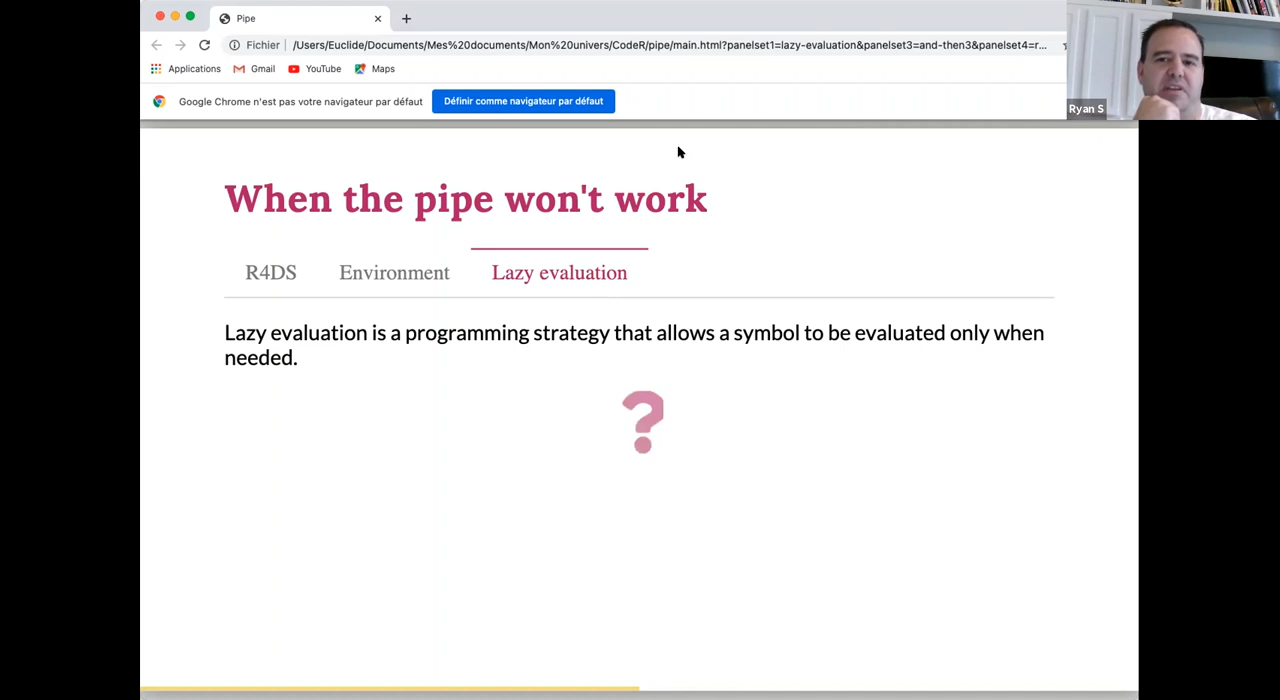 Pipe
Fichier /Users/Euclide/Documents/Mes%20documents/Mon%20univers/CodeR/pipe/main.html?panelset1=lazy-evaluation&panelset3=and-then3&panelset4=r...
Applications Gmail YouTube Maps
Google Chrome n'est pas votre navigateur par défaut Définir comme navigateur par défaut
Ryan S
When the pipe won't work
R4DS Environment Lazy evaluation
Lazy evaluation is a programming strategy that allows a symbol to be evaluated only when
needed.
?